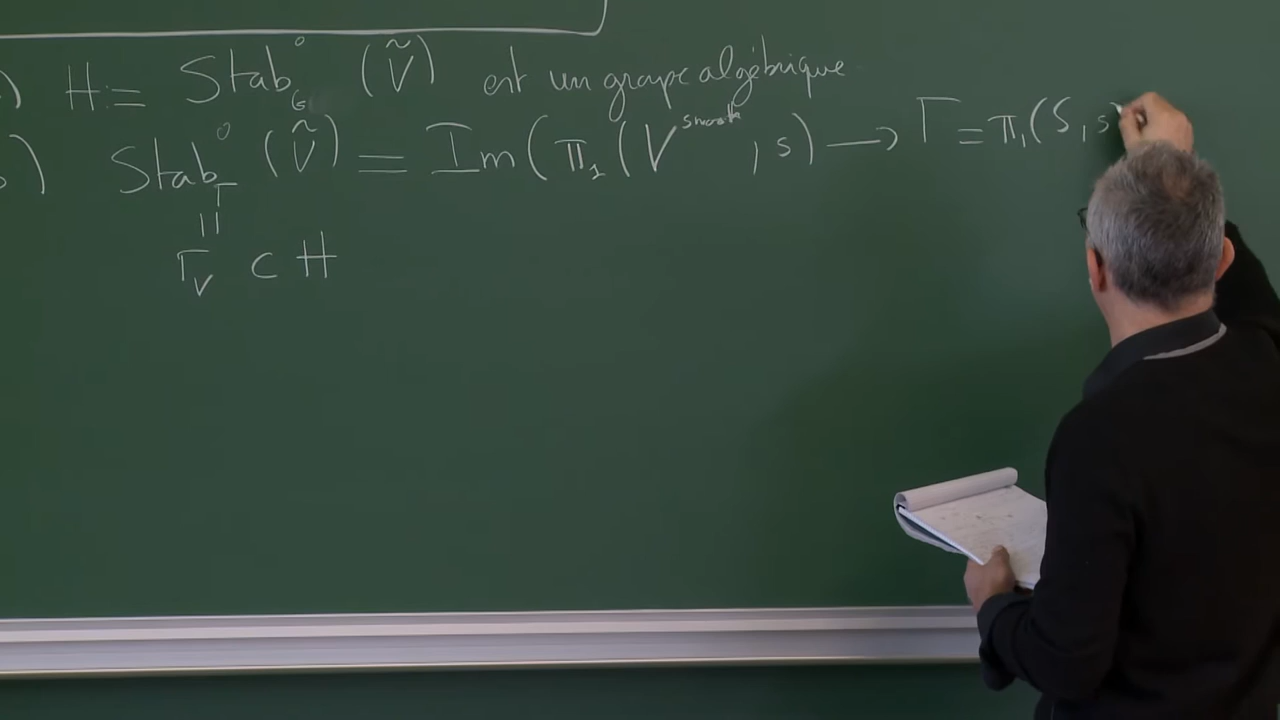 ) H := Stab°_G (Ṽ) est un groupe algébrique
) Stab°_Γ (Ṽ) = Im(π₁(V^smooth, s) → Γ = π₁(S, s)
||
Γ_V ⊂ H